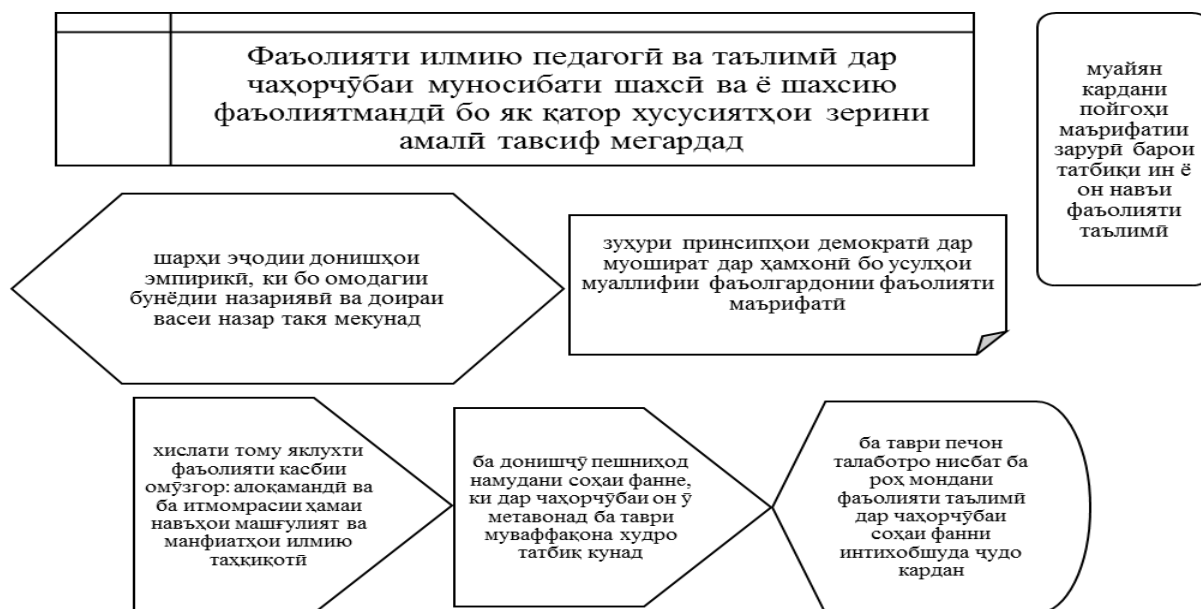 Фаъолияти илмию педагогӣ ва таълимӣ дар
чаҳорчӯбаи муносибати шахсӣ ва ё шахсию
фаъолиятмандӣ бо як қатор хусусиятҳои зерини
амалӣ тавсиф мегардад
муайян
кардани
пойгоҳи
маърифатии
зарурӣ барои
татбиқи ин ё
он навъи
фаъолияти
таълимӣ
шарҳи эҷодии донишҳои
эмпирикӣ, ки бо омодагии
бунёдии назариявӣ ва доираи
васеи назар такя мекунад
зуҳури принсипҳои демократӣ дар
муошират дар ҳамхонӣ бо усулҳои
муаллифии фаъолгардонии фаъолияти
маърифатӣ
хислати тому яклухти
фаъолияти касбии
омӯзгор: алоқамандӣ ва
ба итмомрасии ҳамаи
навъҳои машғулият ва
манфиатҳои илмию
таҳқиқотӣ
ба донишҷӯ пешниҳод
намудани соҳаи фанне,
ки дар чаҳорчӯбаи он ӯ
метавонад ба таври
муваффақона худро
татбиқ кунад
ба таври печон
талаботро нисбат ба
роҳ мондани
фаъолияти таълимӣ
дар чаҳорчӯбаи
соҳаи фанни
интихобшуда ҷудо
кардан